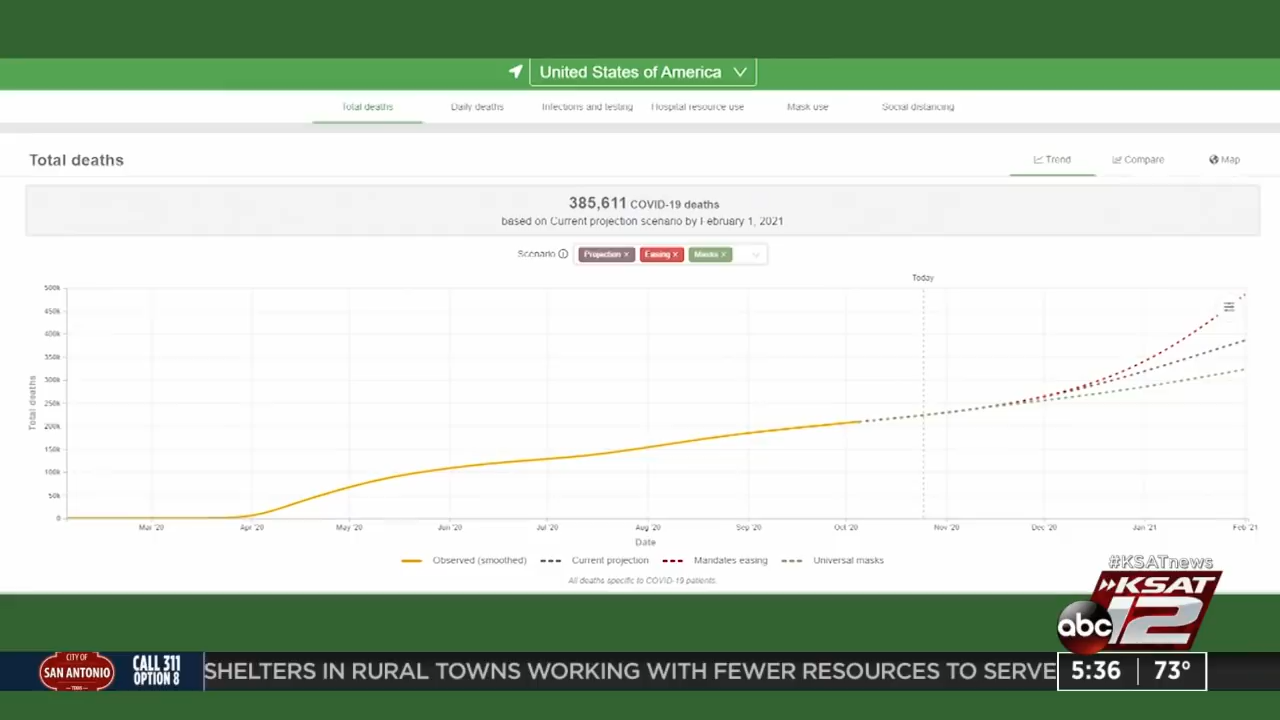 United States of America
Total deaths
Daily deaths
Infections and testing
Hospital resource use
Mask use
Social distancing
Total deaths
Trend
Compare
Map
385,611 COVID-19 deaths
based on Current projection scenario by February 1, 2021
Scenario
Projection ×
Easing ×
Masks ×
Today
500k
450k
400k
350k
300k
250k
200k
150k
100k
50k
0
Total deaths
Mar '20
Apr '20
May '20
Jun '20
Jul '20
Aug '20
Sep '20
Oct '20
Nov '20
Dec '20
Jan '21
Feb '21
Date
Observed (smoothed)
Current projection
Mandates easing
Universal masks
All deaths specific to COVID-19 patients.
#KSATnews
KSAT
abc
12
CITY OF
SAN ANTONIO
TEXAS
CALL 311
OPTION 8
SHELTERS IN RURAL TOWNS WORKING WITH FEWER RESOURCES TO SERVE
5:36
73°